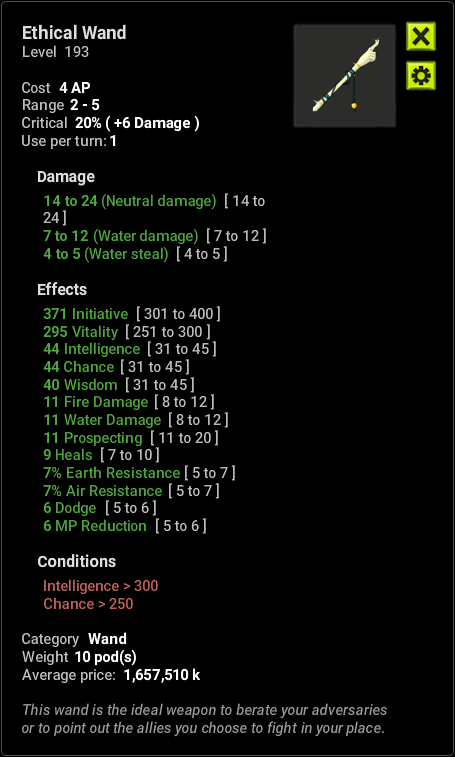 Ethical Wand
Level 193
Cost 4 AP
Range 2 - 5
Critical 20% ( +6 Damage )
Use per turn: 1
Damage
14 to 24 (Neutral damage) [ 14 to
24 ]
7 to 12 (Water damage) [ 7 to 12 ]
4 to 5 (Water steal) [ 4 to 5 ]
Effects
371 Initiative [ 301 to 400 ]
295 Vitality [ 251 to 300 ]
44 Intelligence [ 31 to 45 ]
44 Chance [ 31 to 45 ]
40 Wisdom [ 31 to 45 ]
11 Fire Damage [ 8 to 12 ]
11 Water Damage [ 8 to 12 ]
11 Prospecting [ 11 to 20 ]
9 Heals [ 7 to 10 ]
7% Earth Resistance [ 5 to 7 ]
7% Air Resistance [ 5 to 7 ]
6 Dodge [ 5 to 6 ]
6 MP Reduction [ 5 to 6 ]
Conditions
Intelligence > 300
Chance > 250
Category Wand
Weight 10 pod(s)
Average price: 1,657,510 k
This wand is the ideal weapon to berate your adversaries
or to point out the allies you choose to fight in your place.